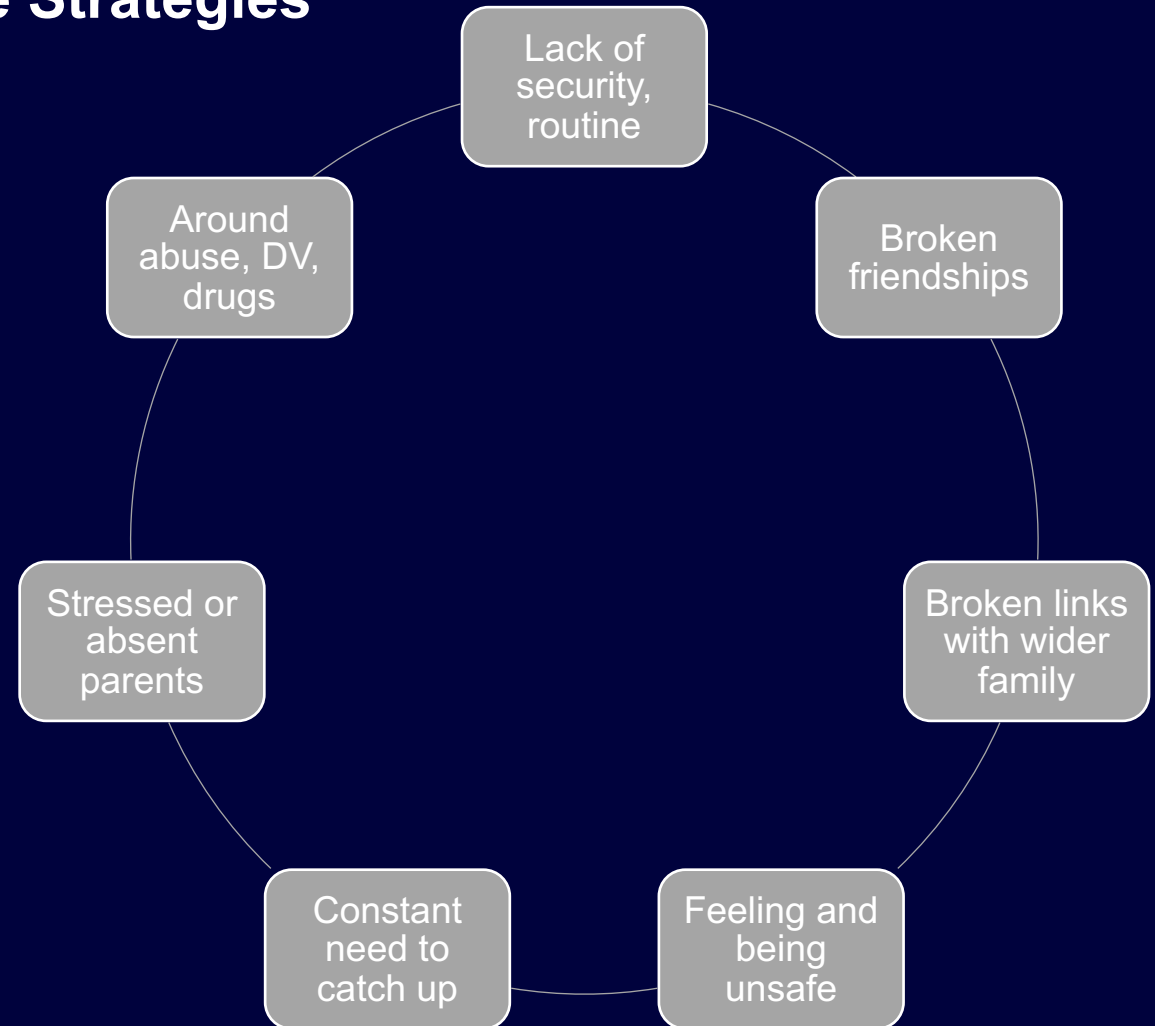 Strategies
Lack of
security,
routine
Broken
friendships
Broken links
with wider
family
Feeling and
being
unsafe
Constant
need to
catch up
Stressed or
absent
parents
Around
abuse, DV,
drugs